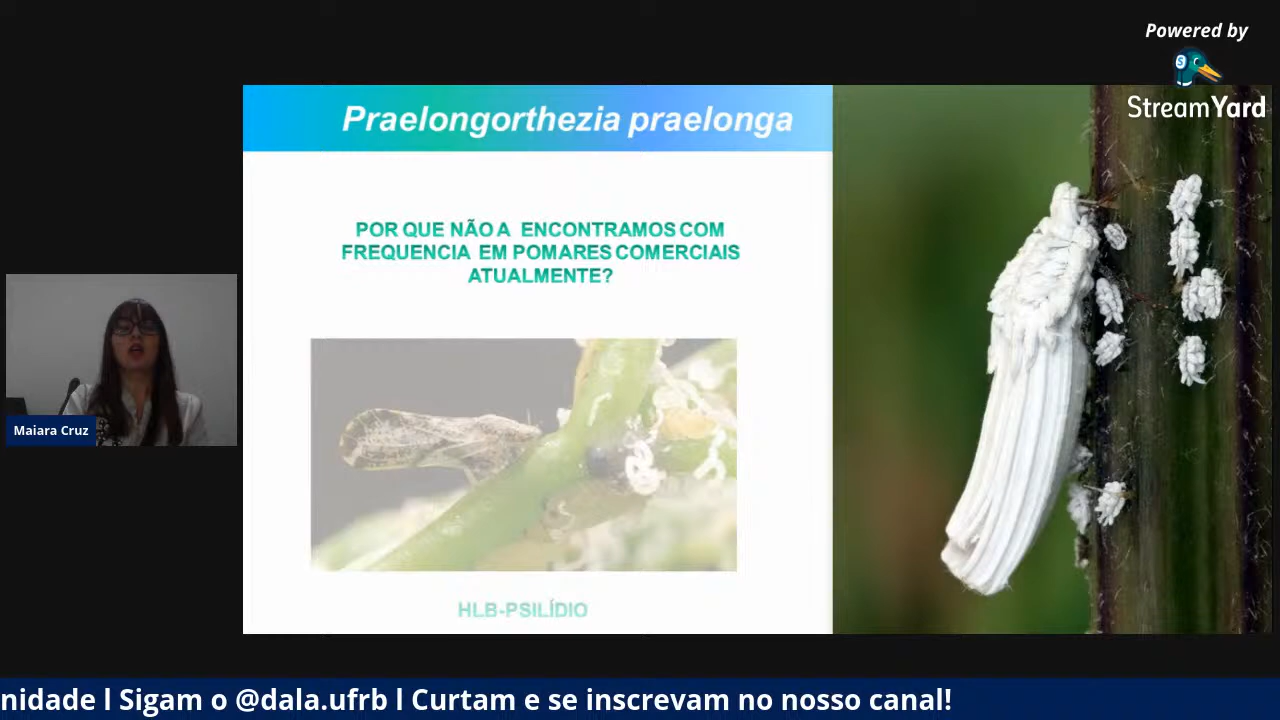 Powered by
StreamYard
Praelongorthezia praelonga
POR QUE NÃO A ENCONTRAMOS COM
FREQUENCIA EM POMARES COMERCIAIS
ATUALMENTE?
HLB-PSILÍDIO
Maiara Cruz
nidade l Sigam o @dala.ufrb l Curtam e se inscrevam no nosso canal!